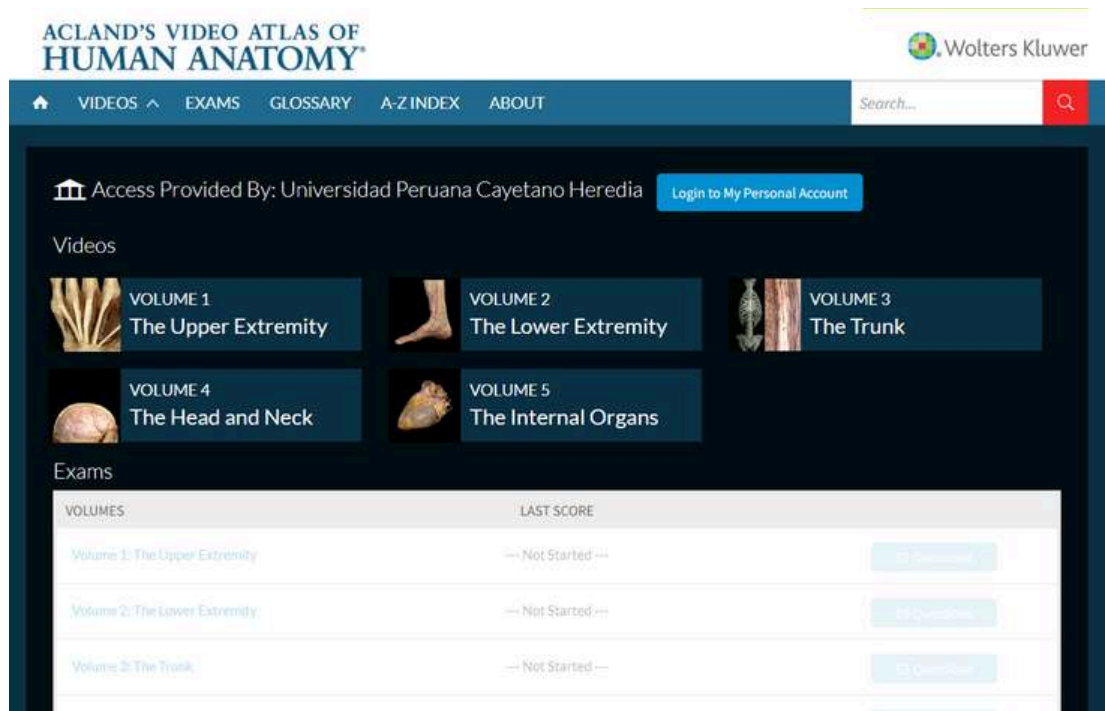 ACLAND'S VIDEO ATLAS OF
HUMAN ANATOMY®
Wolters Kluwer
VIDEOS EXAMS GLOSSARY A-Z INDEX ABOUT
Search...
Access Provided By: Universidad Peruana Cayetano Heredia
Login to My Personal Account
Videos
VOLUME 1
The Upper Extremity
VOLUME 2
The Lower Extremity
VOLUME 3
The Trunk
VOLUME 4
The Head and Neck
VOLUME 5
The Internal Organs
Exams
VOLUMES LAST SCORE
Volume 1: The Upper Extremity --- Not Started ---
Volume 2: The Lower Extremity --- Not Started ---
Volume 3: The Trunk --- Not Started ---